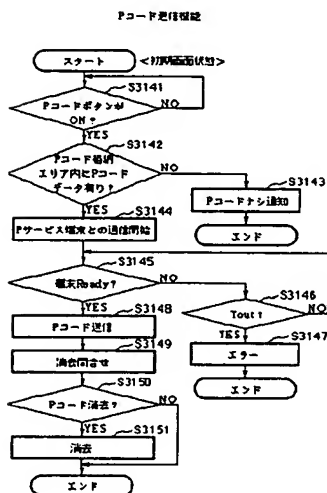 Pコード送信機能
スタート
<初期画面状態>
S3141
Pコードボタンが
ON?
NO
YES
S3142
Pコード格納
エリア内にPコード
データ有り?
NO
YES
S3143
Pコードナシ通知
エンド
S3144
Pサービス端末との通信開始
S3145
端末Ready?
NO
YES
S3146
Tout?
NO
YES
S3147
エラー
エンド
S3148
Pコード送信
S3149
消去問合せ
S3150
Pコード消去?
NO
YES
S3151
消去
エンド